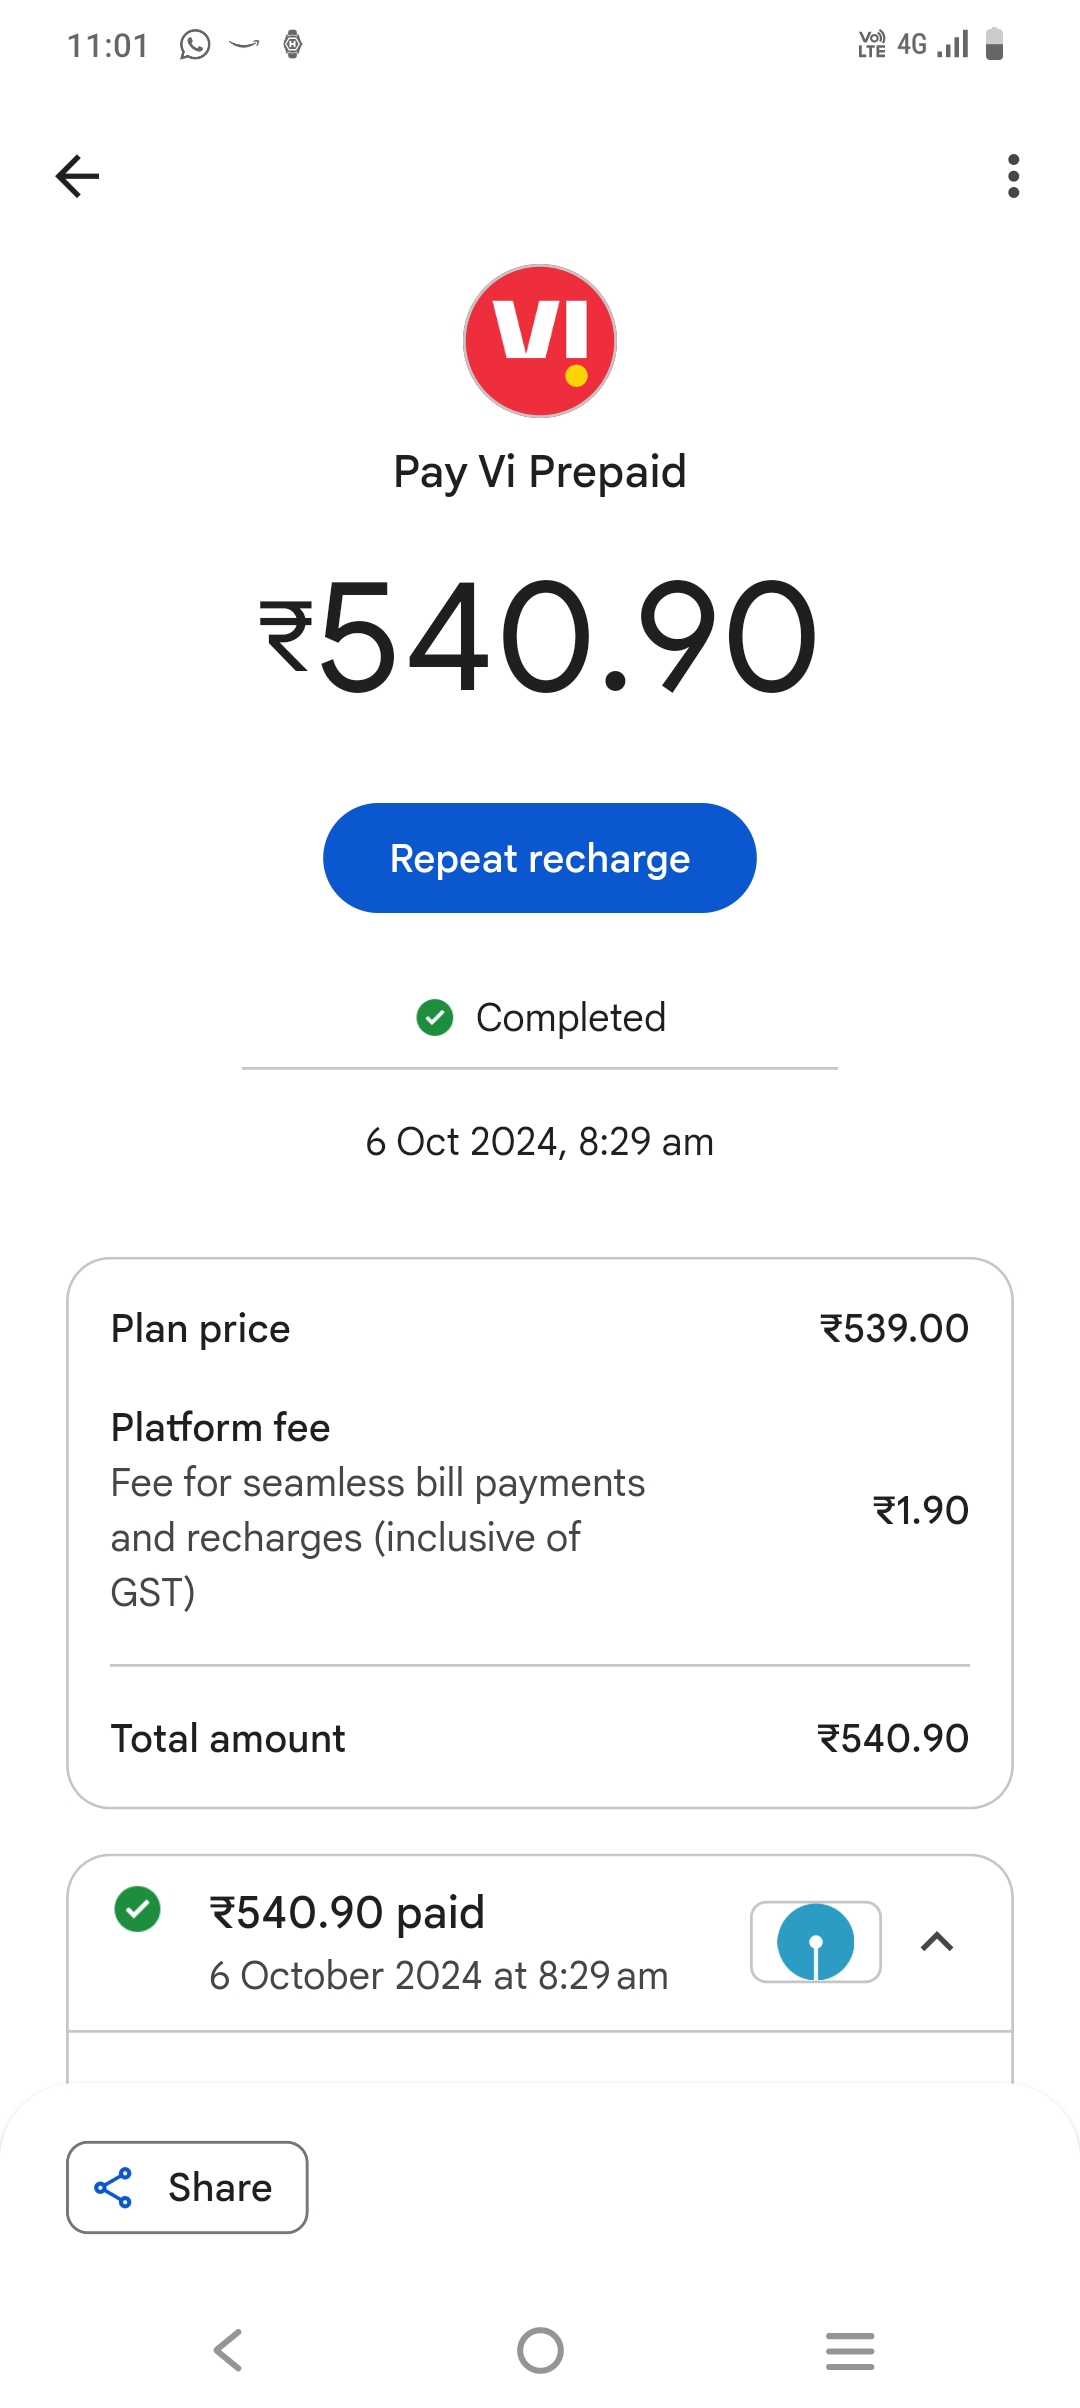 11:01
Vo)) LTE 4G
VI
Pay Vi Prepaid
₹540.90
Repeat recharge
Completed
6 Oct 2024, 8:29 am
Plan price ₹539.00
Platform fee
Fee for seamless bill payments
and recharges (inclusive of
GST)
₹1.90
Total amount ₹540.90
₹540.90 paid
6 October 2024 at 8:29 am
Share